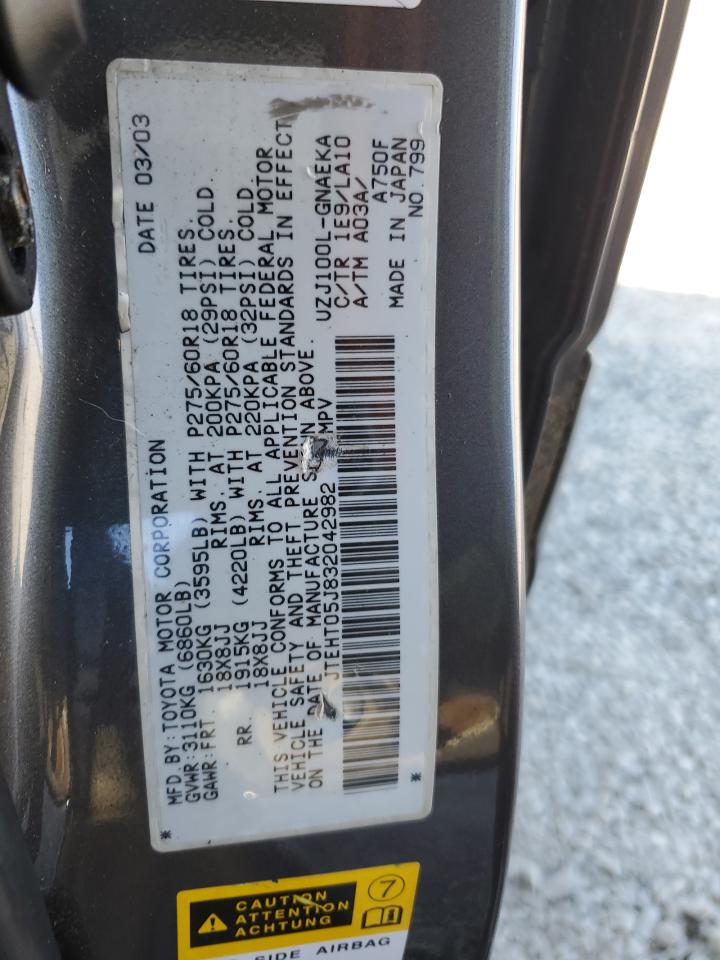 DATE 03/03
MFD.BY:TOYOTA MOTOR CORPORATION
GVWR:3110KG (6860LB)
GAWR:FRT. 1630KG (3595LB) WITH P275/60R18 TIRES.
18X8JJ RIMS. AT 200KPA (29PSI) COLD
RR. 1915KG (4220LB) WITH P275/60R18 TIRES.
18X8JJ RIMS. AT 220KPA (32PSI) COLD.
THIS VEHICLE CONFORMS TO ALL APPLICABLE FEDERAL MOTOR
VEHICLE SAFETY AND THEFT PREVENTION STANDARDS IN EFFECT
ON THE DATE OF MANUFACTURE ABOVE.
JTEHT05J832042982 MPV
UZJ100L-GNAEKA
C/TR 1E9/LA10
A/TM A03A/
A750F
MADE IN JAPAN
NO.799
* *
CAUTION
ATTENTION
ACHTUNG
7
SIDE AIRBAG